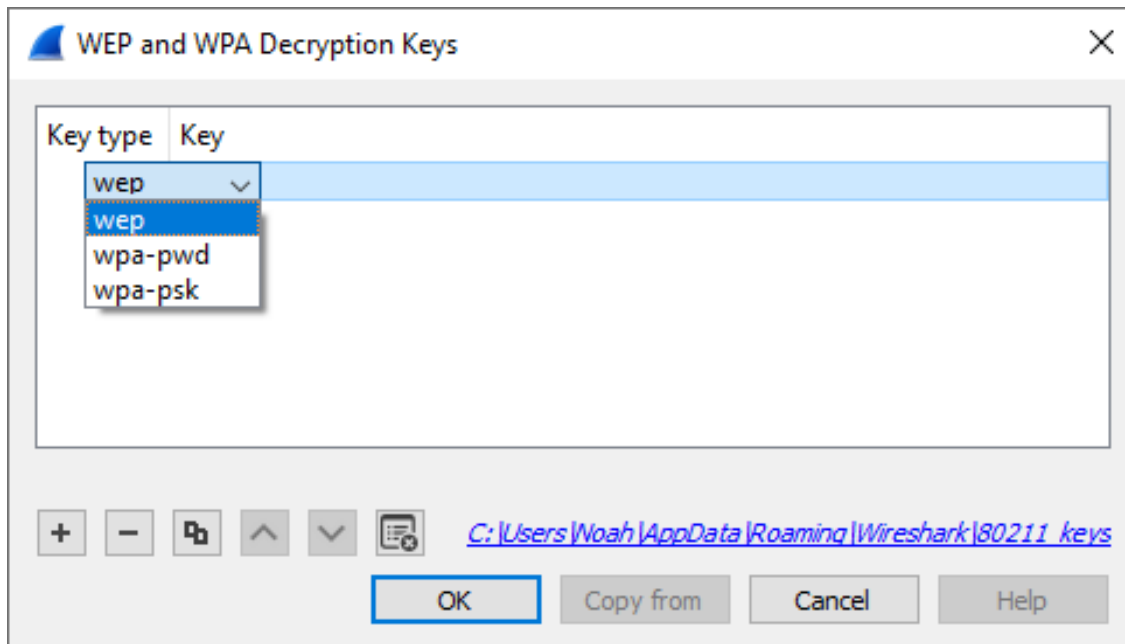 WEP and WPA Decryption Keys
Key type Key
wep
wep
wpa-pwd
wpa-psk
C:\Users\Noah\AppData\Roaming\Wireshark\80211_keys
OK Copy from Cancel Help